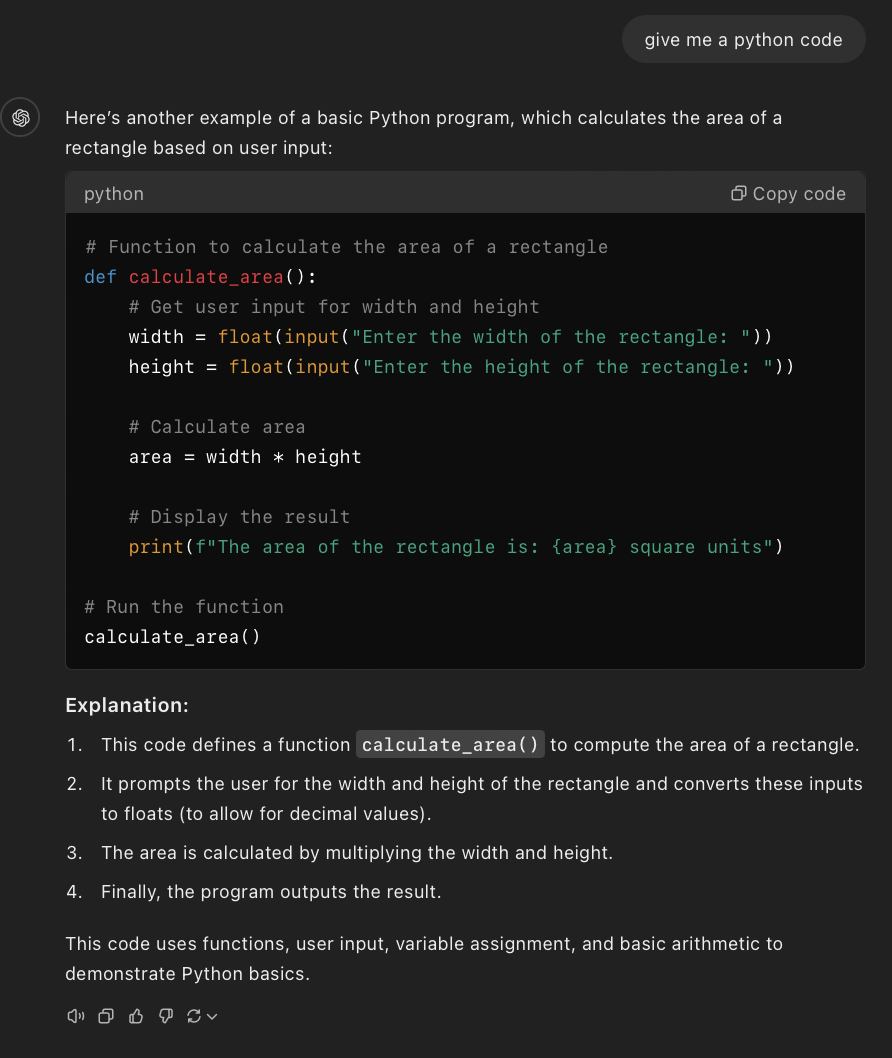 give me a python code
Here’s another example of a basic Python program, which calculates the area of a
rectangle based on user input:
python
Copy code
# Function to calculate the area of a rectangle
def calculate_area():
    # Get user input for width and height
    width = float(input("Enter the width of the rectangle: "))
    height = float(input("Enter the height of the rectangle: "))
    # Calculate area
    area = width * height
    # Display the result
    print(f"The area of the rectangle is: {area} square units")
# Run the function
calculate_area()
Explanation:
1. This code defines a function calculate_area() to compute the area of a rectangle.
2. It prompts the user for the width and height of the rectangle and converts these inputs
to floats (to allow for decimal values).
3. The area is calculated by multiplying the width and height.
4. Finally, the program outputs the result.
This code uses functions, user input, variable assignment, and basic arithmetic to
demonstrate Python basics.